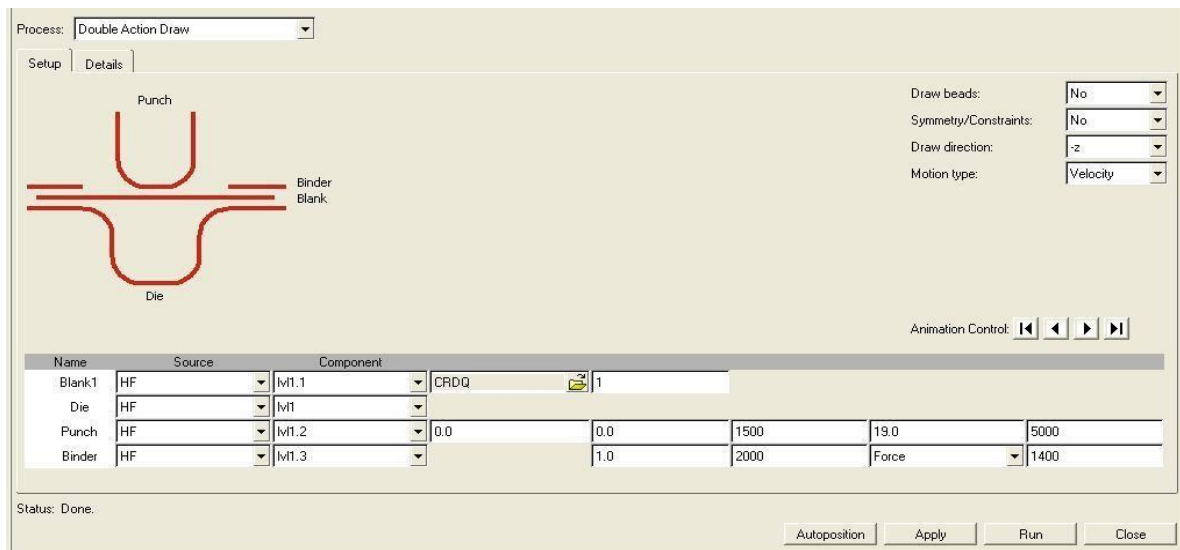 Process: Double Action Draw
Setup Details
Punch
Binder
Blank
Die
Draw beads: No
Symmetry/Constraints: No
Draw direction: -z
Motion type: Velocity
Animation Control:
Name Source Component
Blank1 HF lvl1.1 CRDQ 1
Die HF lvl1
Punch HF lvl1.2 0.0 0.0 1500 19.0 5000
Binder HF lvl1.3 1.0 2000 Force 1400
Status: Done.
Autoposition Apply Run Close